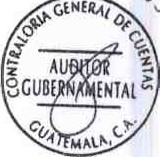 CONTRALORIA GENERAL DE CUENTAS
AUDITOR
GUBERNAMENTAL
GUATEMALA, C.A.